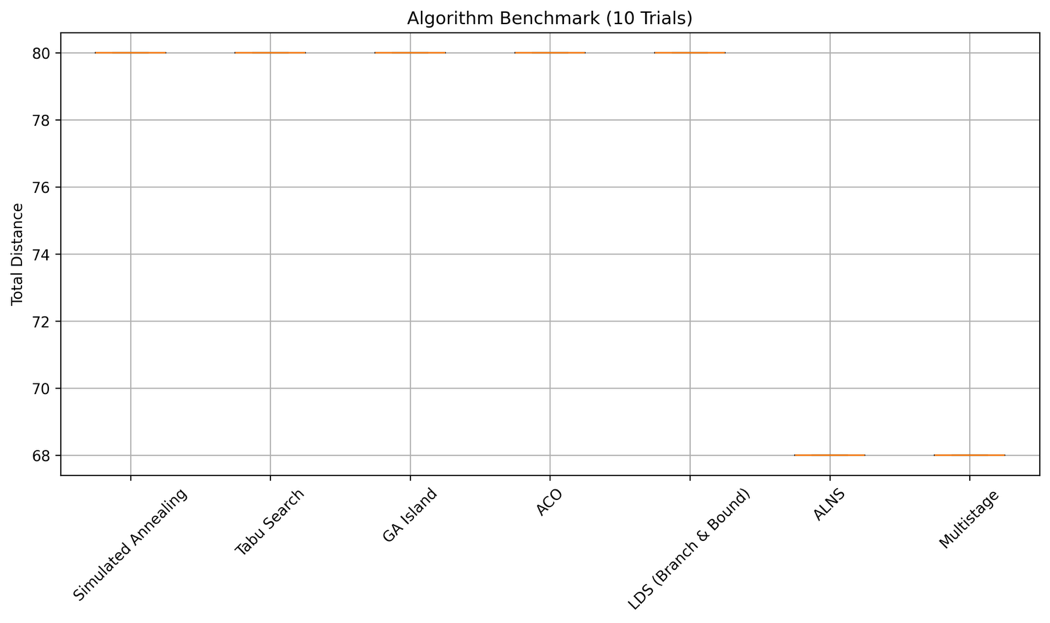 Algorithm Benchmark (10 Trials)
Total Distance
80
78
76
74
72
70
68
Simulated Annealing
Tabu Search
GA Island
ACO
LDS (Branch & Bound)
ALNS
Multistage